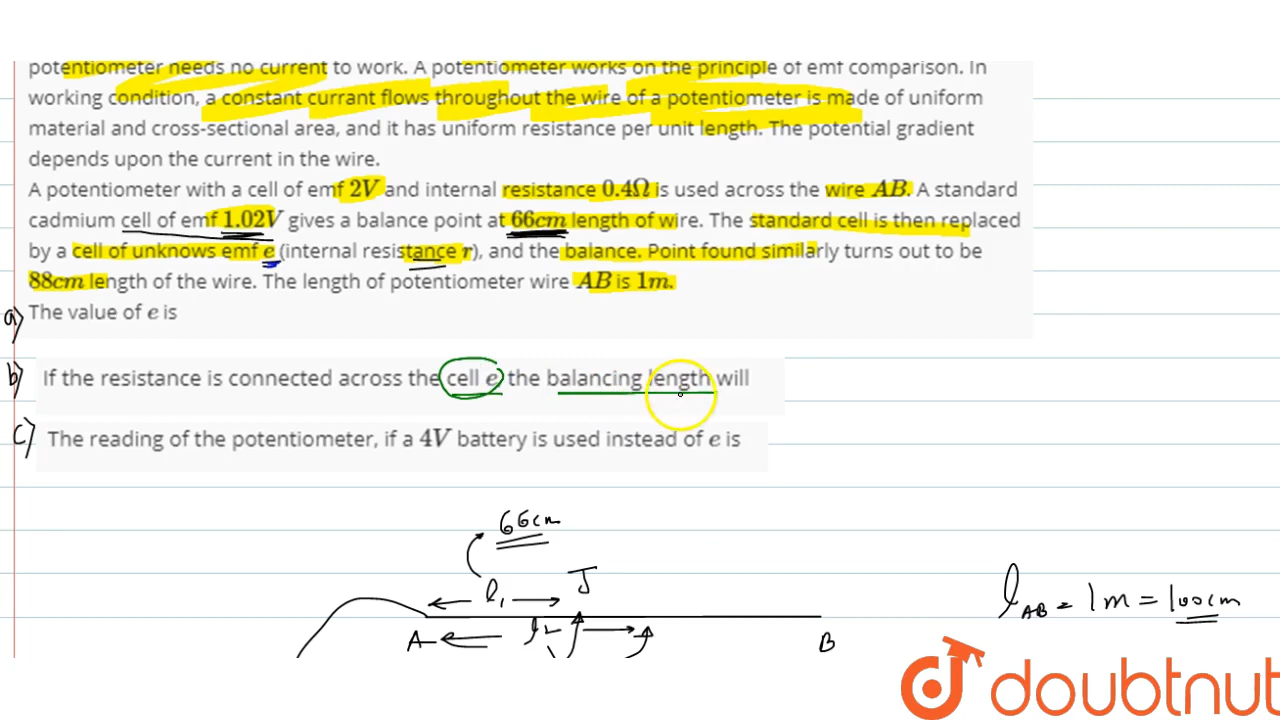 potentiometer needs no current to work. A potentiometer works on the principle of emf comparison. In
working condition, a constant currant flows throughout the wire of a potentiometer is made of uniform
material and cross-sectional area, and it has uniform resistance per unit length. The potential gradient
depends upon the current in the wire.
A potentiometer with a cell of emf 2V and internal resistance 0.4Ω is used across the wire AB. A standard
cadmium cell of emf 1.02V gives a balance point at 66cm length of wire. The standard cell is then replaced
by a cell of unknows emf e (internal resistance r), and the balance. Point found similarly turns out to be
88cm length of the wire. The length of potentiometer wire AB is 1m.
a) The value of e is
b) If the resistance is connected across the cell e, the balancing length will
c) The reading of the potentiometer, if a 4V battery is used instead of e is
66cm
l₁ J
l_AB = 1m = 100cm
A l₂ B
doubtnut